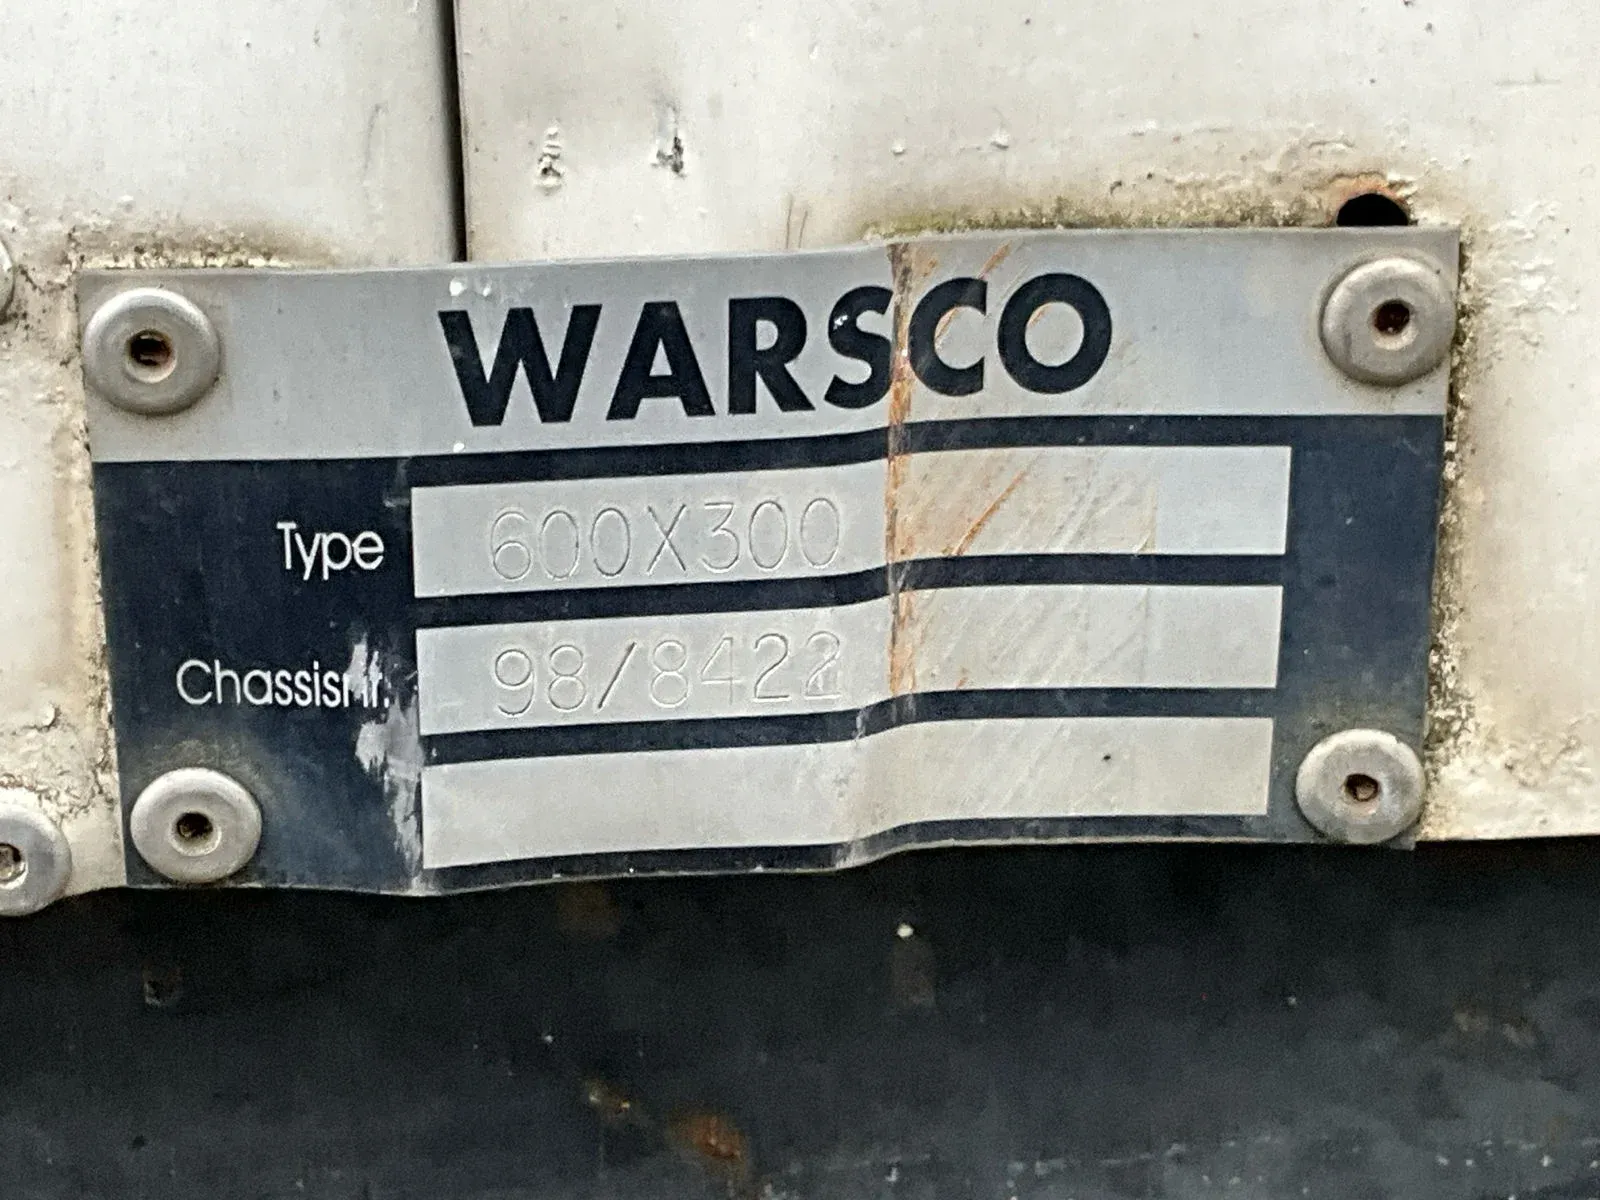 WARSCO
Type 600X300
Chassisnr. 98/8422